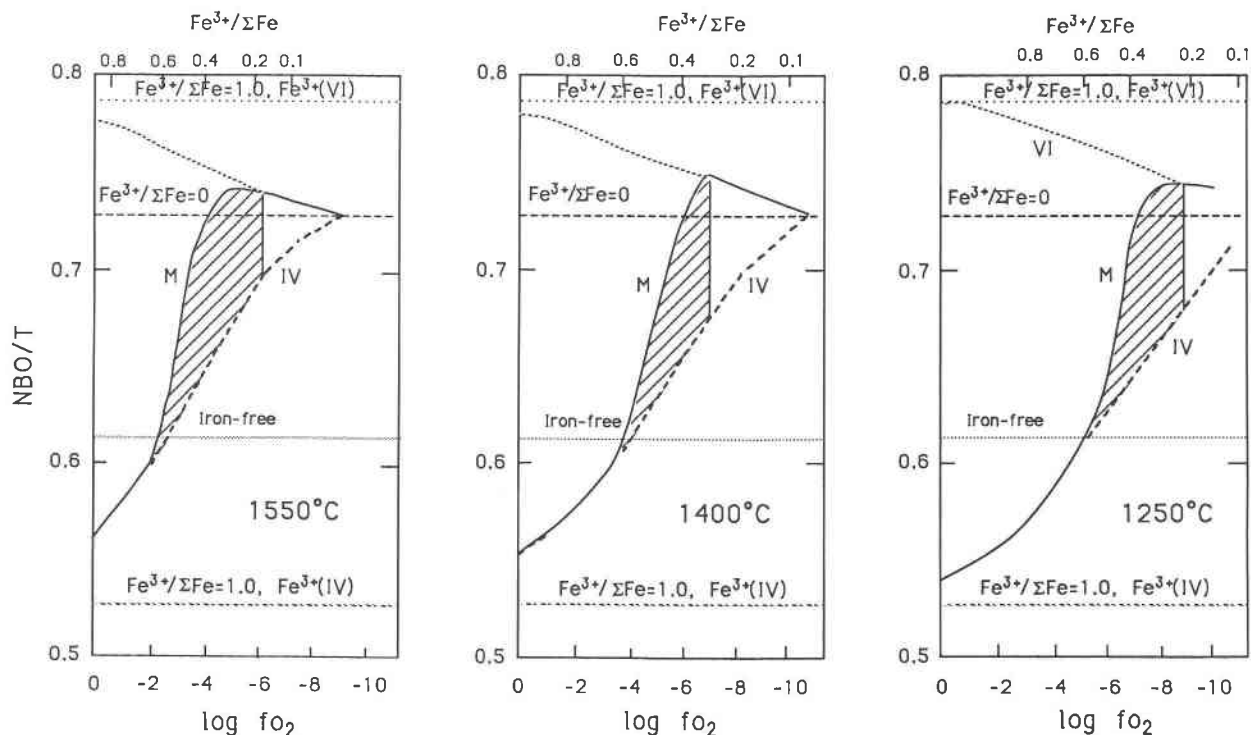 Fe³⁺/ΣFe
0.8 0.6 0.4 0.2 0.1
0.8
Fe³⁺/ΣFe=1.0, Fe³⁺(VI)
Fe³⁺/ΣFe=0
0.7
M
IV
NBO/T
Iron-free
0.6
1550°C
Fe³⁺/ΣFe=1.0, Fe³⁺(IV)
0.5
0 -2 -4 -6 -8 -10
log fo₂
Fe³⁺/ΣFe
0.8 0.6 0.4 0.2 0.1
0.8
Fe³⁺/ΣFe=1.0, Fe³⁺(VI)
Fe³⁺/ΣFe=0
0.7
M
IV
Iron-free
0.6
1400°C
Fe³⁺/ΣFe=1.0, Fe³⁺(IV)
0.5
0 -2 -4 -6 -8 -10
log fo₂
Fe³⁺/ΣFe
0.8 0.6 0.4 0.2 0.1
0.8
Fe³⁺/ΣFe=1.0, Fe³⁺(VI)
VI
Fe³⁺/ΣFe=0
0.7
M
IV
Iron-free
0.6
1250°C
Fe³⁺/ΣFe=1.0, Fe³⁺(IV)
0.5
0 -2 -4 -6 -8 -10
log fo₂